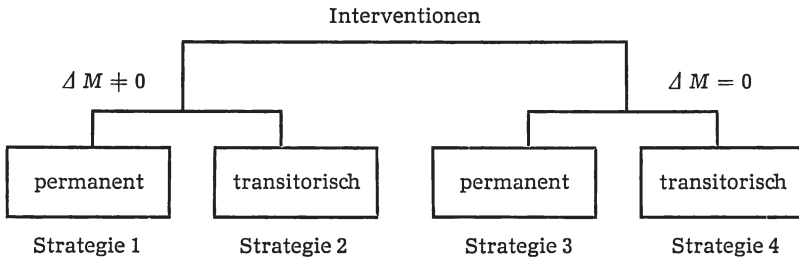 Interventionen
Δ M ≠ 0
Δ M = 0
permanent
transitorisch
permanent
transitorisch
Strategie 1
Strategie 2
Strategie 3
Strategie 4